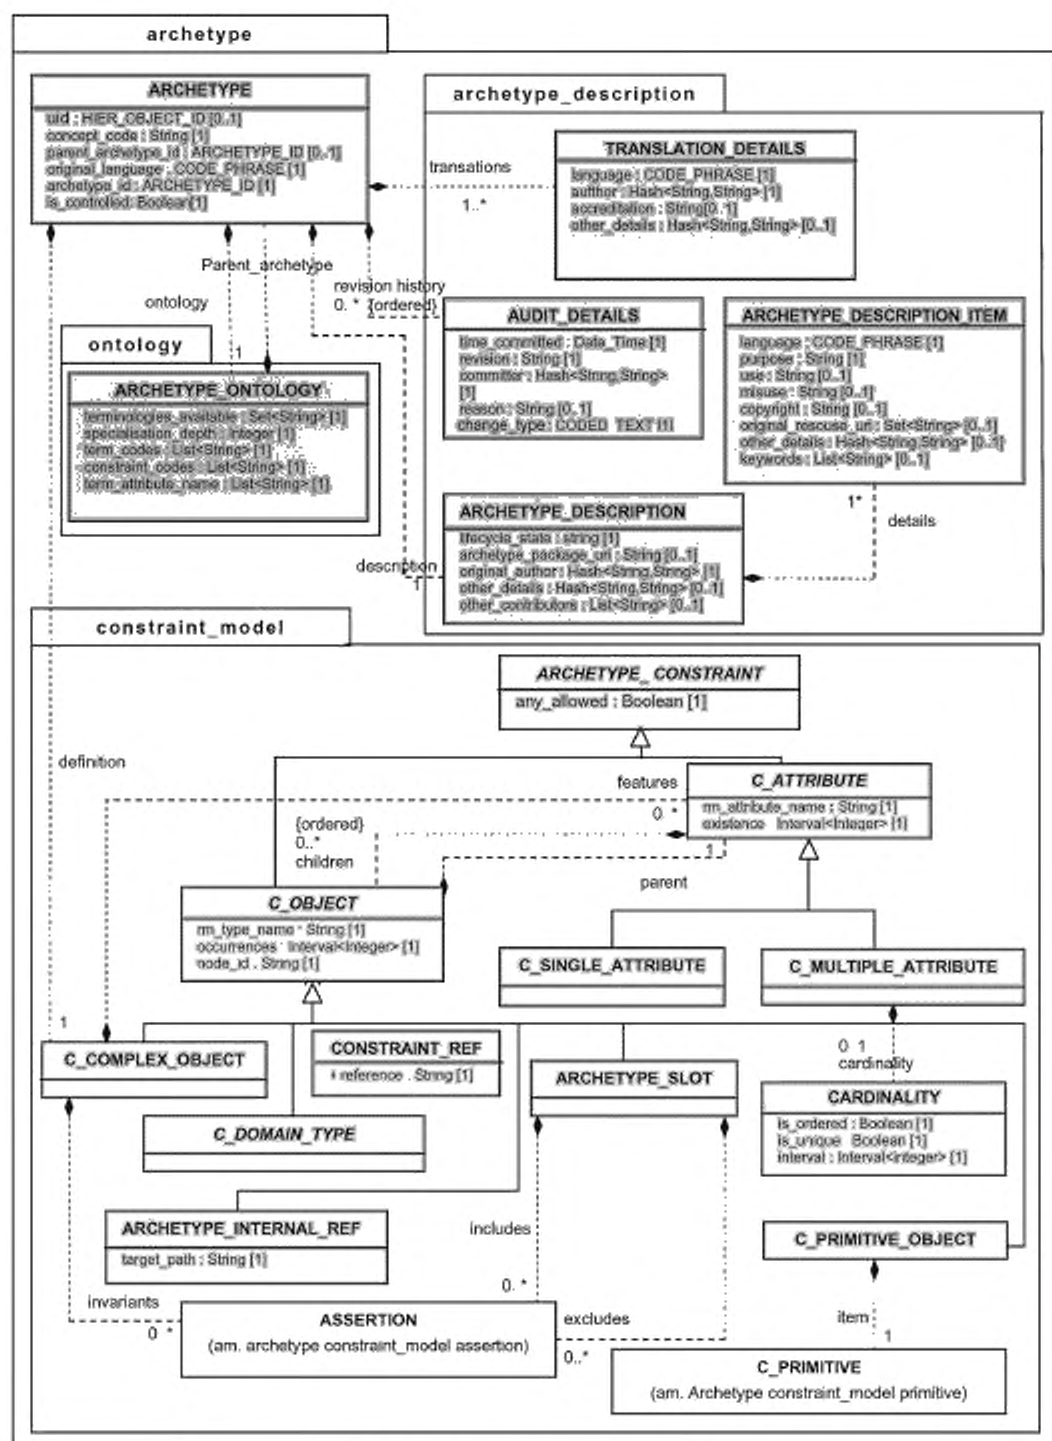 archetype
ARCHETYPE
uid : HIER_OBJECT_ID [0..1]
concept_code : String [1]
parent_archetype_id : ARCHETYPE_ID [0..1]
original_language : CODE_PHRASE [1]
archetype_id : ARCHETYPE_ID [1]
is_controlled: Boolean[1]
archetype_description
transations
1..*
TRANSLATION_DETAILS
language : CODE_PHRASE [1]
autthor : Hash<String,String> [1]
accreditation : String[0..1]
other_details : Hash<String,String> [0..1]
Parent_archetype
ontology
1
revision history
0. * {ordered}
AUDIT_DETAILS
time_committed : Data_Time [1]
revision : String [1]
committer : Hash<String,String>
[1]
reason : String [0..1]
change_type: CODED_TEXT [1]
ARCHETYPE_DESCRIPTION_ITEM
language : CODE_PHRASE [1]
purpose : String [1]
use : String [0..1]
misuse : String [0..1]
copyright : String [0..1]
original_rescuse_uri : Set<String> [0..1]
other_details : Hash<String,String> [0..1]
keywords : List<String> [0..1]
ontology
ARCHETYPE_ONTOLOGY
terminologies_available : Set<String> [1]
specialisation_depth : Integer [1]
term_codes : List<String> [1]
constraint_codes : List<String> [1]
term_attribute_name : List<String> [1]
1*
details
ARCHETYPE_DESCRIPTION
lifecycle_state : string [1]
archetype_package_uri : String [0..1]
original_author : Hash<String,String> [1]
other_details : Hash<String,String> [0..1]
other_contributors : List<String> [0..1]
description
1
constraint_model
ARCHETYPE_ CONSTRAINT
any_allowed : Boolean [1]
definition
features
0. *
C_ATTRIBUTE
rm_attribute_name : String [1]
existence Interval<Integer> [1]
{ordered}
0..*
children
1
parent
C_OBJECT
rm_type_name · String [1]
occurrences · Interval<Integer> [1]
node_id . String [1]
C_SINGLE_ATTRIBUTE
C_MULTIPLE_ATTRIBUTE
1
C_COMPLEX_OBJECT
CONSTRAINT_REF
reference . String [1]
ARCHETYPE_SLOT
0 1
cardinality
CARDINALITY
is_ordered : Boolean [1]
is_unique Boolean [1]
interval : Interval<integer> [1]
C_DOMAIN_TYPE
ARCHETYPE_INTERNAL_REF
target_path : String [1]
includes
0. *
C_PRIMITIVE_OBJECT
invariants
0 *
ASSERTION
(am. archetype constraint_model assertion)
excludes
0..*
item
1
C_PRIMITIVE
(am. Archetype constraint_model primitive)